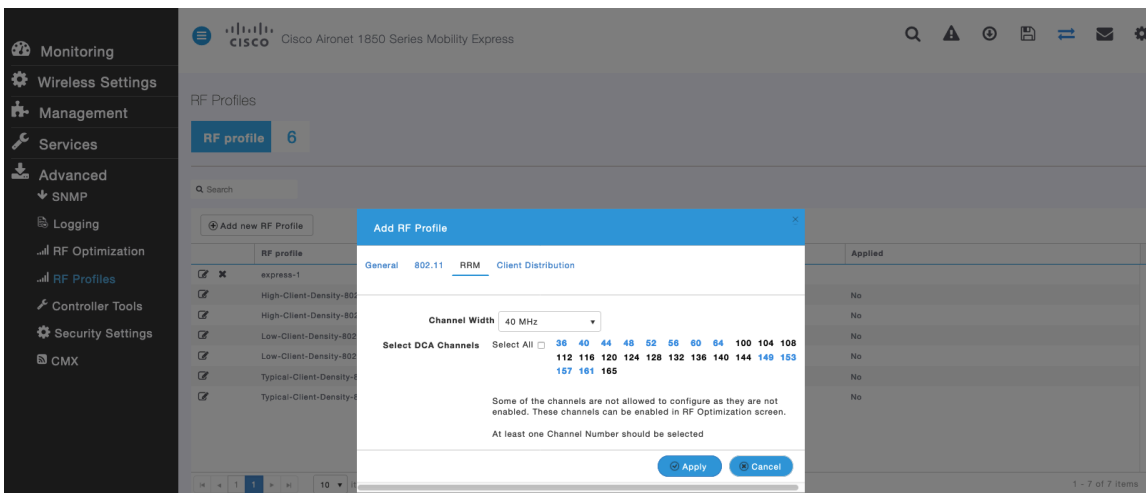 CISCO Cisco Aironet 1850 Series Mobility Express
Monitoring
Wireless Settings
Management
Services
Advanced
SNMP
Logging
RF Optimization
RF Profiles
Controller Tools
Security Settings
CMX
RF Profiles
RF profile 6
Search
Add new RF Profile
RF profile Applied
express-1
High-Client-Density-802 No
High-Client-Density-802 No
Low-Client-Density-802 No
Low-Client-Density-802 No
Typical-Client-Density-8 No
Typical-Client-Density-8 No
1 1 10 it
1 - 7 of 7 items
Add RF Profile
General 802.11 RRM Client Distribution
Channel Width 40 MHz
Select DCA Channels Select All 36 40 44 48 52 56 60 64 100 104 108
112 116 120 124 128 132 136 140 144 149 153
157 161 165
Some of the channels are not allowed to configure as they are not
enabled. These channels can be enabled in RF Optimization screen.
At least one Channel Number should be selected
Apply Cancel